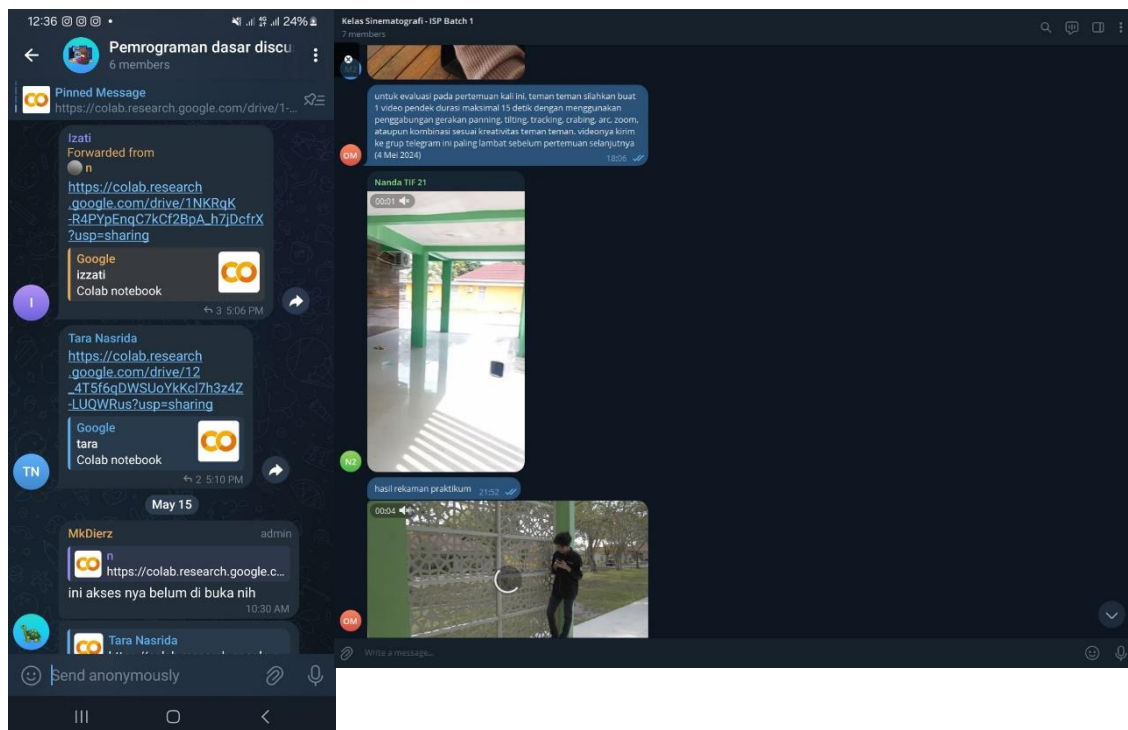 12:36
24%
Pemrograman dasar discu
6 members
Pinned Message
https://colab.research.google.com/drive/1-...
Izati
Forwarded from
n
https://colab.research
.google.com/drive/1NKRqK
-R4PYpEnqC7kCf2BpA_h7jDcfrX
?usp=sharing
Google
izzati
Colab notebook
3 5:06 PM
I
Tara Nasrida
https://colab.research
.google.com/drive/12
_4T5f6qDWSUoYkKcl7h3z4Z
-LUQWRus?usp=sharing
Google
tara
Colab notebook
2 5:10 PM
TN
May 15
MkDierz admin
n
https://colab.research.google.c...
ini akses nya belum di buka nih
10:30 AM
Tara Nasrida
Send anonymously
Kelas Sinematografi - ISP Batch 1
7 members
untuk evaluasi pada pertemuan kali ini, teman teman silahkan buat
1 video pendek durasi maksimal 15 detik dengan menggunakan
penggabungan gerakan panning, tilting, tracking, crabing, arc, zoom,
ataupun kombinasi sesuai kreativitas teman teman. videonya kirim
ke grup telegram ini paling lambat sebelum pertemuan selanjutnya
(4 Mei 2024)
18:06
OM
Nanda TIF 21
00:01
N2
hasil rekaman praktikum 21:52
00:04
OM
Write a message...